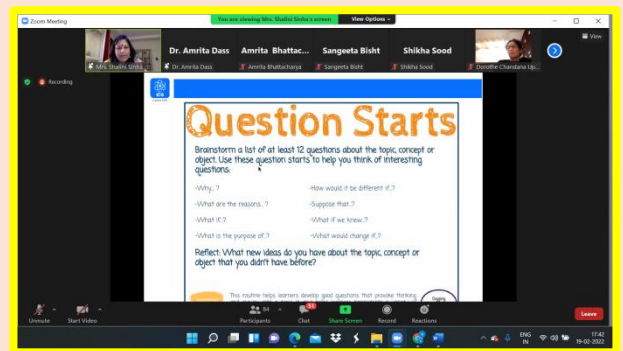 Zoom Meeting
You are viewing Mrs. Shalini Sinha's screen View Options
View
Dr. Amrita Dass Amrita Bhattac... Sangeeta Bisht Shikha Sood
Mrs. Shalini Sinha Dr. Amrita Dass Amrita Bhattacharya Sangeeta Bisht Shikha Sood Dorothe Chandana Up...
Recording
Question Starts
Brainstorm a list of at least 12 questions about the topic, concept or
object. Use these question starts to help you think of interesting
questions:
-Why...? -How would it be different if..?
-What are the reasons...? -Suppose that..?
-What if..? -What if we knew..?
-What is the purpose of..? -What would change if..?
Reflect: What new ideas do you have about the topic, concept or
object that you didn't have before?
This routine helps learners develop good questions that provoke thinking
Unmute Start Video 84 Participants Chat Share Screen Record Reactions Leave
ENG
IN
17:42
19-02-2022